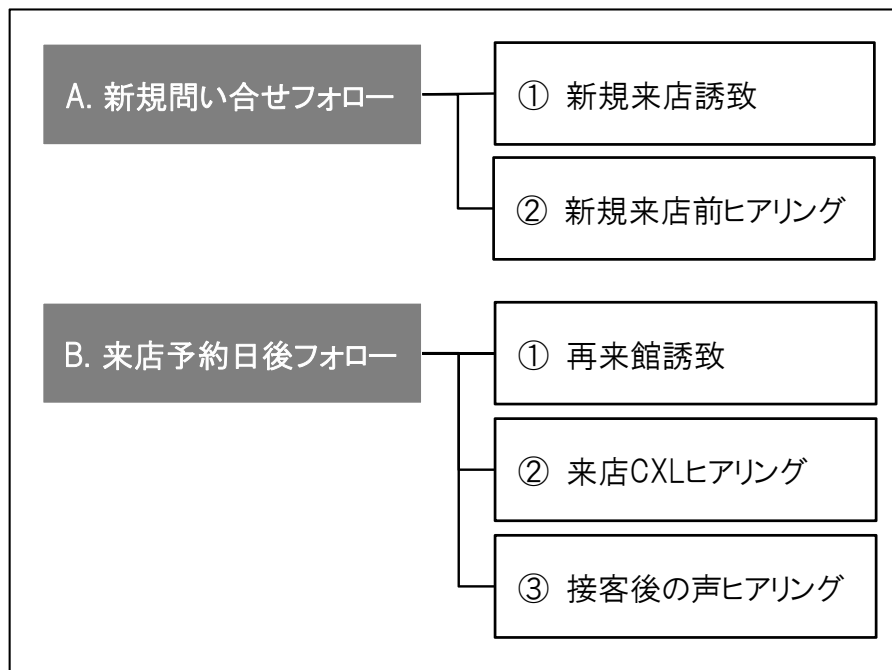 A. 新規問い合せフォロー
① 新規来店誘致
② 新規来店前ヒアリング
B. 来店予約日後フォロー
① 再来館誘致
② 来店CXLヒアリング
③ 接客後の声ヒアリング